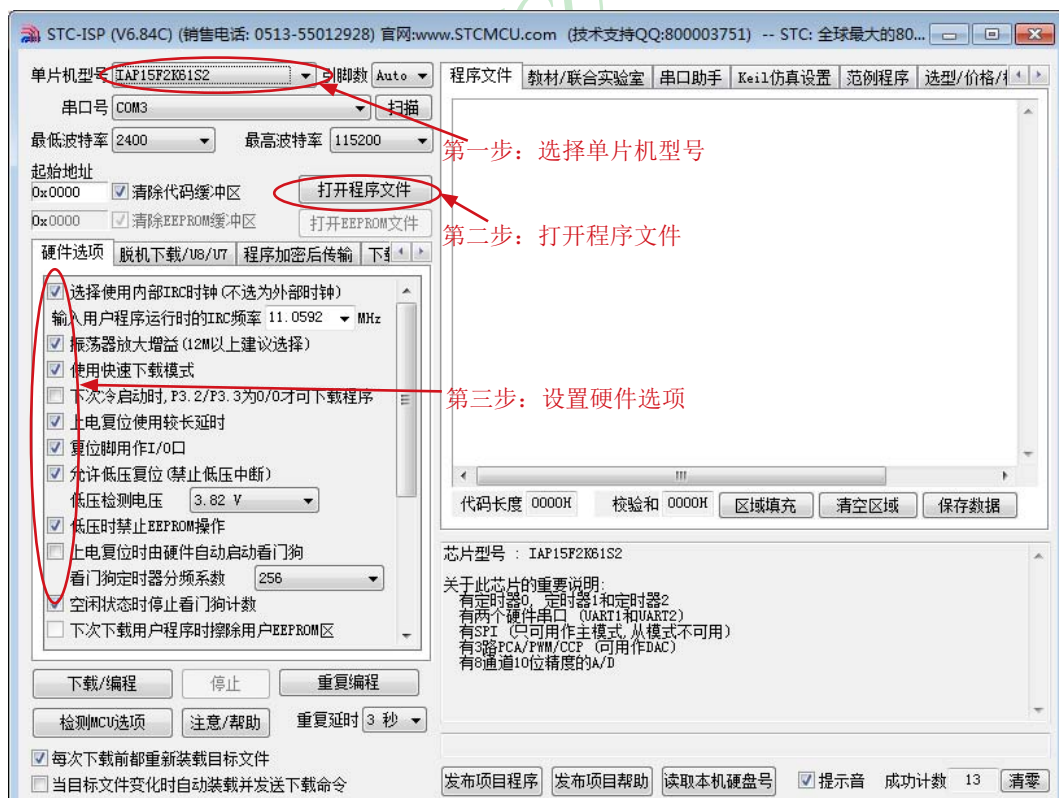 STC-ISP (V6.84C) (销售电话: 0513-55012928) 官网:www.STCMCU.com (技术支持QQ:800003751) -- STC: 全球最大的80...
单片机型号 IAP15F2K61S2 引脚数 Auto
串口号 COM3 扫描
最低波特率 2400 最高波特率 115200
起始地址
0x0000 清除代码缓冲区 打开程序文件
0x0000 清除EEPROM缓冲区 打开EEPROM文件
硬件选项 脱机下载/U8/U7 程序加密后传输
选择使用内部IRC时钟(不选为外部时钟)
输入用户程序运行时的IRC频率 11.0592 MHz
振荡器放大增益(12M以上建议选择)
使用快速下载模式
下次冷启动时,P3.2/P3.3为0/0才可下载程序
上电复位使用较长延时
复位脚用作I/O口
允许低压复位(禁止低压中断)
低压检测电压 3.82 V
低压时禁止EEPROM操作
上电复位时由硬件自动启动看门狗
看门狗定时器分频系数 256
空闲状态时停止看门狗计数
下次下载用户程序时擦除用户EEPROM区
下载/编程 停止 重复编程
检测MCU选项 注意/帮助 重复延时 3 秒
每次下载前都重新装载目标文件
当目标文件变化时自动装载并发送下载命令
程序文件 教材/联合实验室 串口助手 Keil仿真设置 范例程序 选型/价格/
第一步：选择单片机型号
第二步：打开程序文件
第三步：设置硬件选项
代码长度 0000H 校验和 0000H 区域填充 清空区域 保存数据
芯片型号 : IAP15F2K61S2
关于此芯片的重要说明:
有定时器0, 定时器1和定时器2
有两个硬件串口 (UART1和UART2)
有SPI (只可用作主模式,从模式不可用)
有3路PCA/PWM/CCP (可用作DAC)
有8通道10位精度的A/D
发布项目程序 发布项目帮助 读取本机硬盘号 提示音 成功计数 13 清零